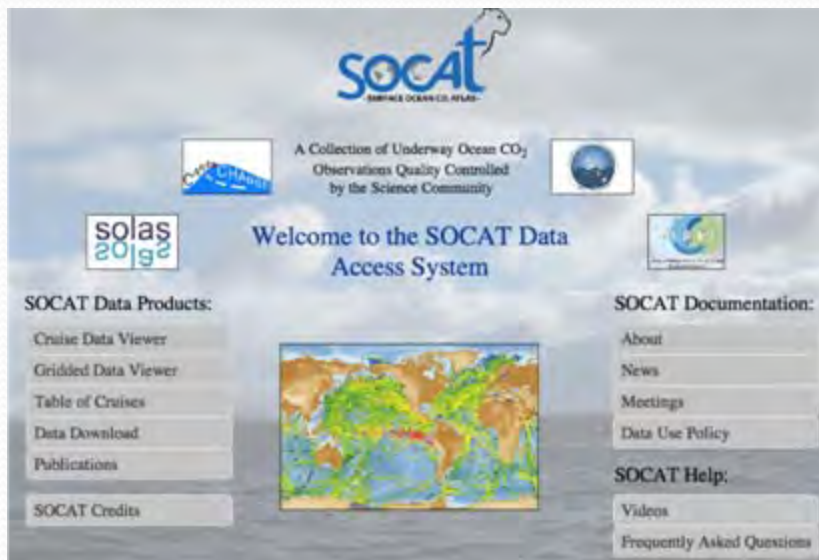 SOCAT
SURFACE OCEAN CO₂ ATLAS
A Collection of Underway Ocean CO₂
Observations Quality Controlled
by the Science Community
solas
Welcome to the SOCAT Data
Access System
SOCAT Data Products:
Cruise Data Viewer
Gridded Data Viewer
Table of Cruises
Data Download
Publications
SOCAT Credits
SOCAT Documentation:
About
News
Meetings
Data Use Policy
SOCAT Help:
Videos
Frequently Asked Questions